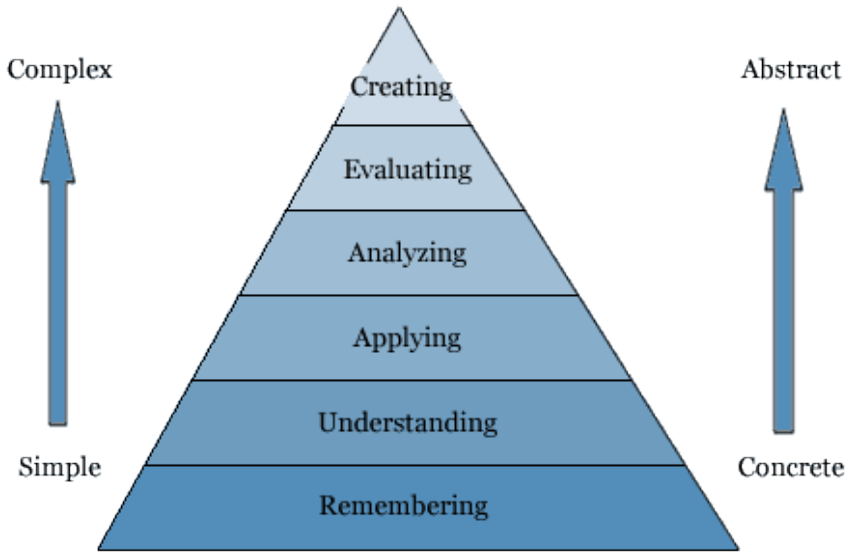 Complex
Abstract
Creating
Evaluating
Analyzing
Applying
Understanding
Simple
Concrete
Remembering